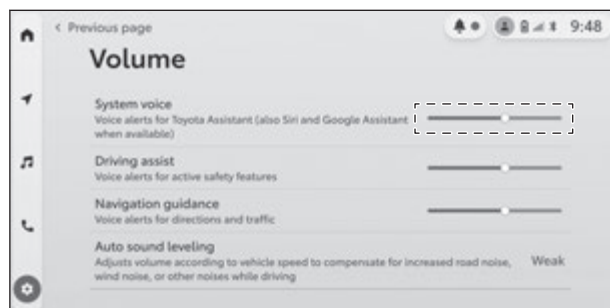 < Previous page
9:48
Volume
System voice
Voice alerts for Toyota Assistant (also Siri and Google Assistant
when available)
Driving assist
Voice alerts for active safety features
Navigation guidance
Voice alerts for directions and traffic
Auto sound leveling
Adjusts volume according to vehicle speed to compensate for increased road noise,
wind noise, or other noises while driving
Weak